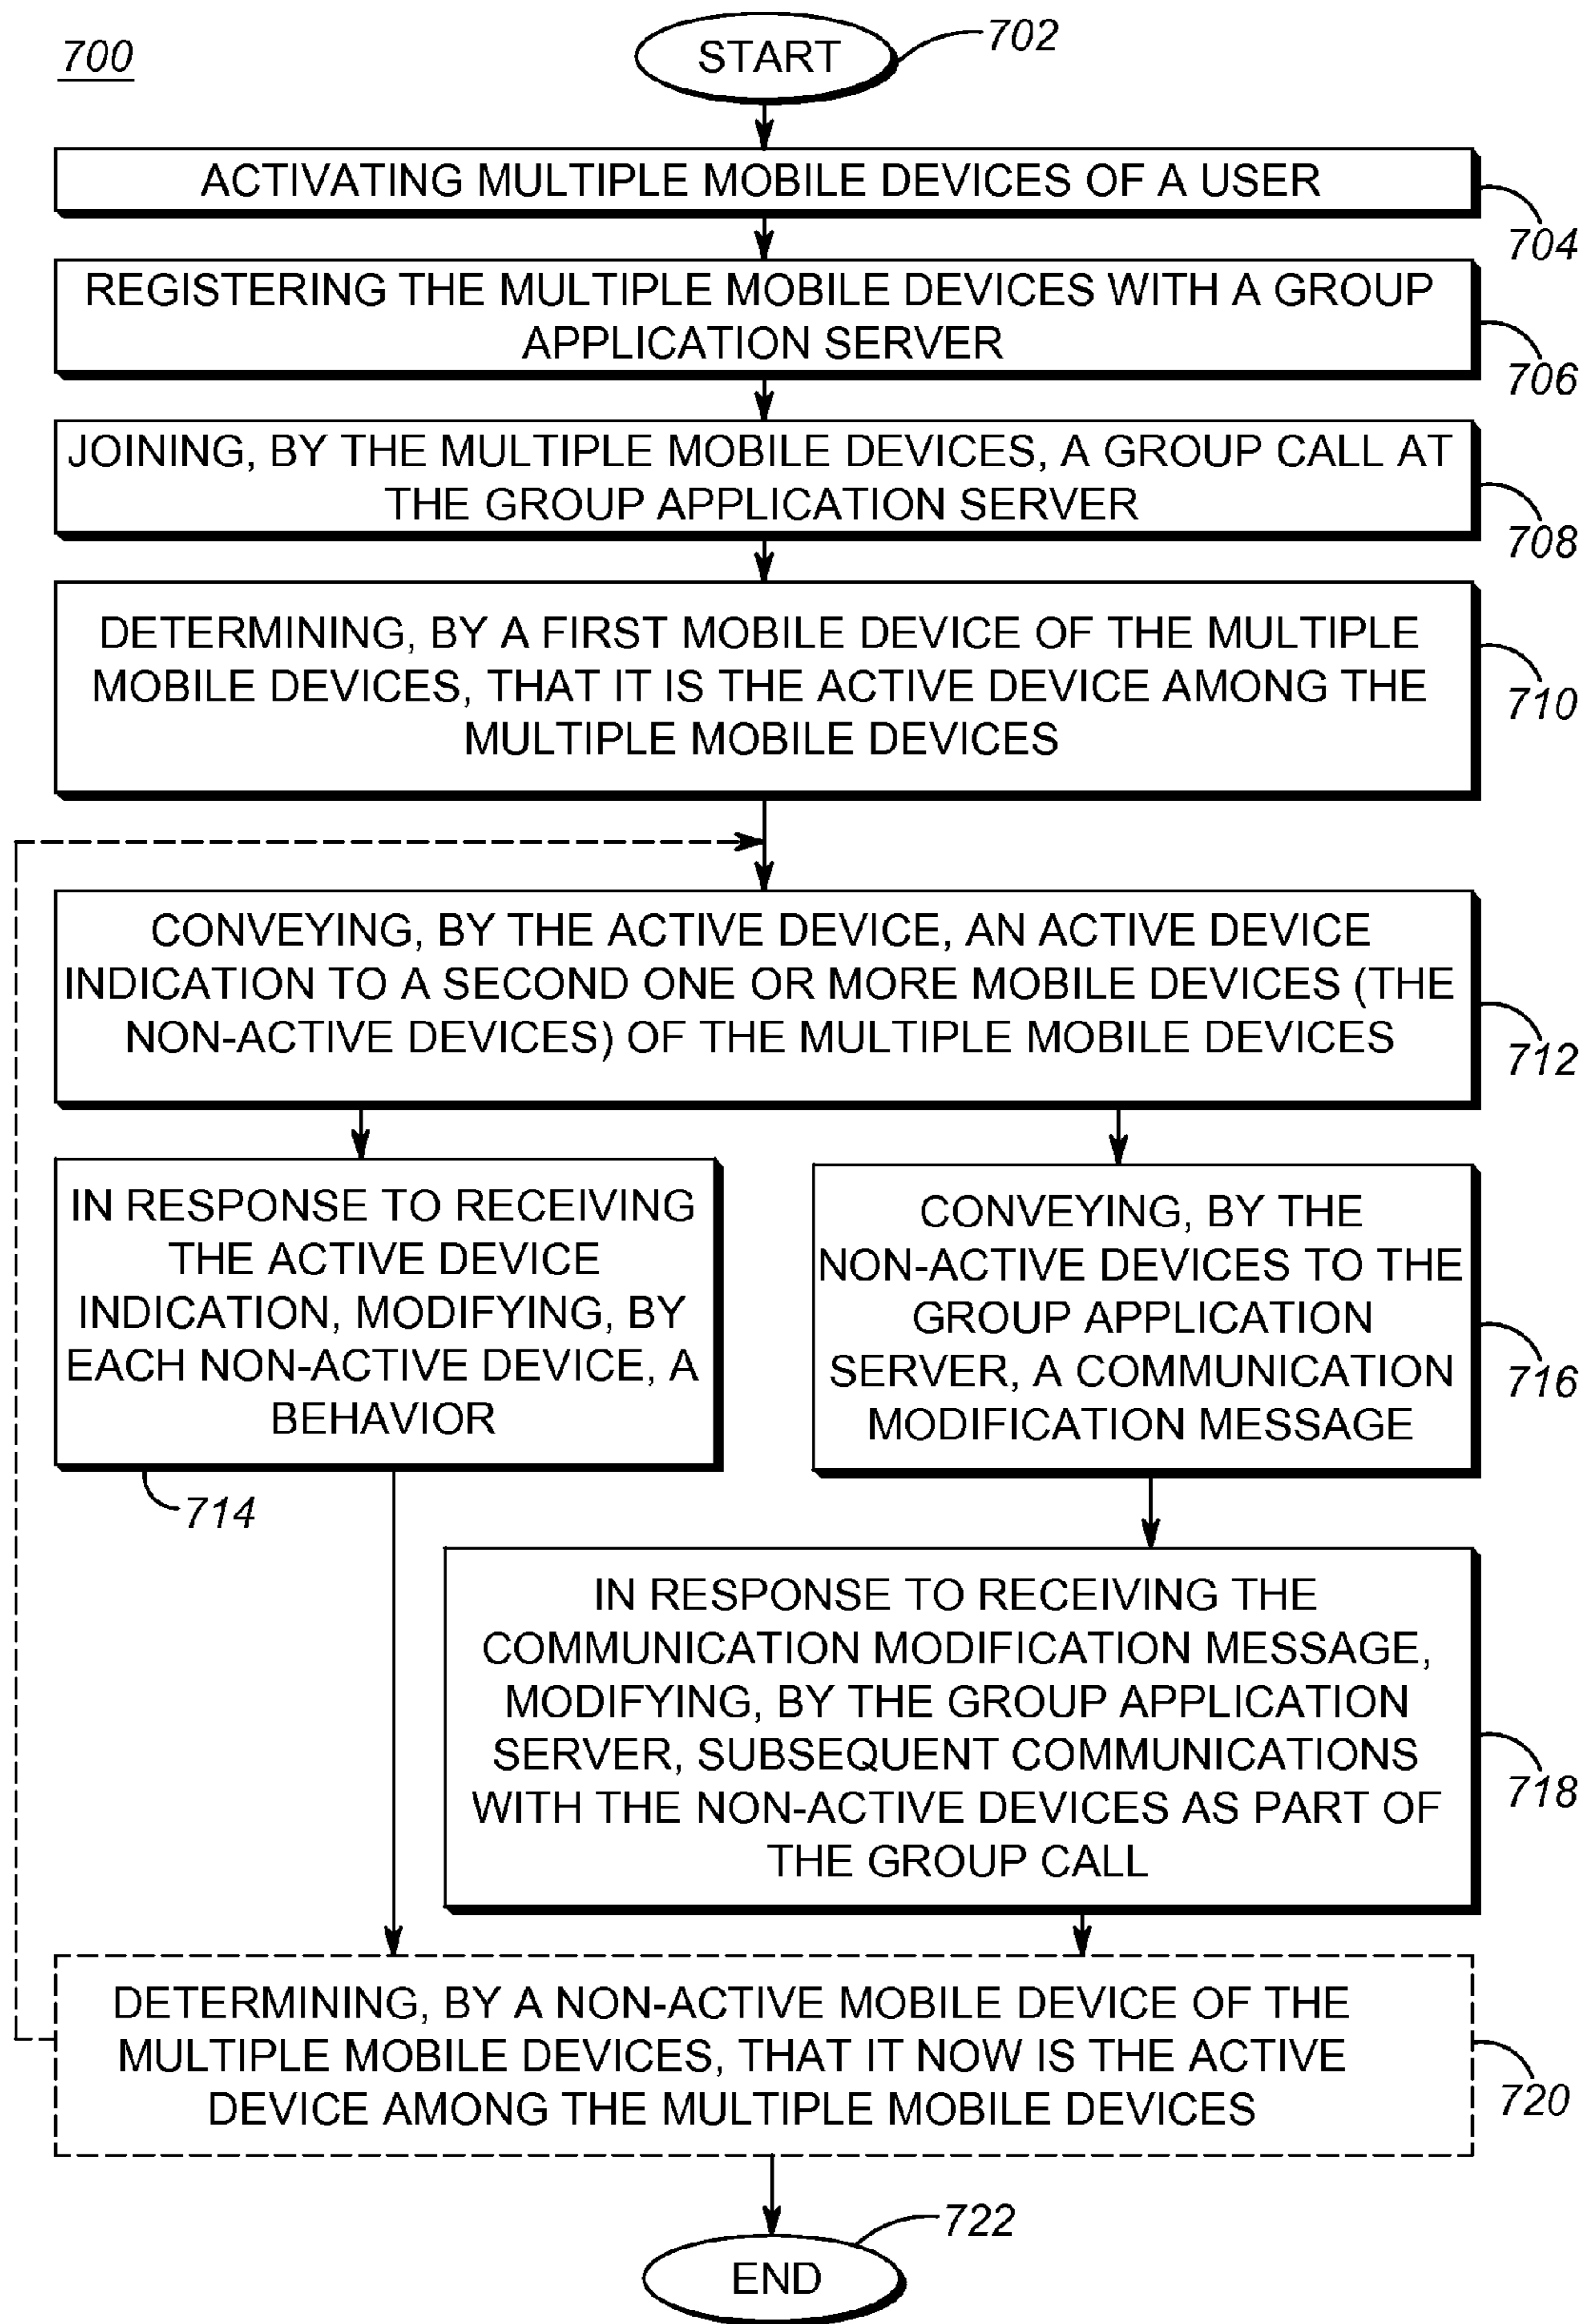 700
START
702
ACTIVATING MULTIPLE MOBILE DEVICES OF A USER
704
REGISTERING THE MULTIPLE MOBILE DEVICES WITH A GROUP
APPLICATION SERVER
706
JOINING, BY THE MULTIPLE MOBILE DEVICES, A GROUP CALL AT
THE GROUP APPLICATION SERVER
708
DETERMINING, BY A FIRST MOBILE DEVICE OF THE MULTIPLE
MOBILE DEVICES, THAT IT IS THE ACTIVE DEVICE AMONG THE
MULTIPLE MOBILE DEVICES
710
CONVEYING, BY THE ACTIVE DEVICE, AN ACTIVE DEVICE
INDICATION TO A SECOND ONE OR MORE MOBILE DEVICES (THE
NON-ACTIVE DEVICES) OF THE MULTIPLE MOBILE DEVICES
712
IN RESPONSE TO RECEIVING
THE ACTIVE DEVICE
INDICATION, MODIFYING, BY
EACH NON-ACTIVE DEVICE, A
BEHAVIOR
714
CONVEYING, BY THE
NON-ACTIVE DEVICES TO THE
GROUP APPLICATION
SERVER, A COMMUNICATION
MODIFICATION MESSAGE
716
IN RESPONSE TO RECEIVING THE
COMMUNICATION MODIFICATION MESSAGE,
MODIFYING, BY THE GROUP APPLICATION
SERVER, SUBSEQUENT COMMUNICATIONS
WITH THE NON-ACTIVE DEVICES AS PART OF
THE GROUP CALL
718
DETERMINING, BY A NON-ACTIVE MOBILE DEVICE OF THE
MULTIPLE MOBILE DEVICES, THAT IT NOW IS THE ACTIVE
DEVICE AMONG THE MULTIPLE MOBILE DEVICES
720
722
END